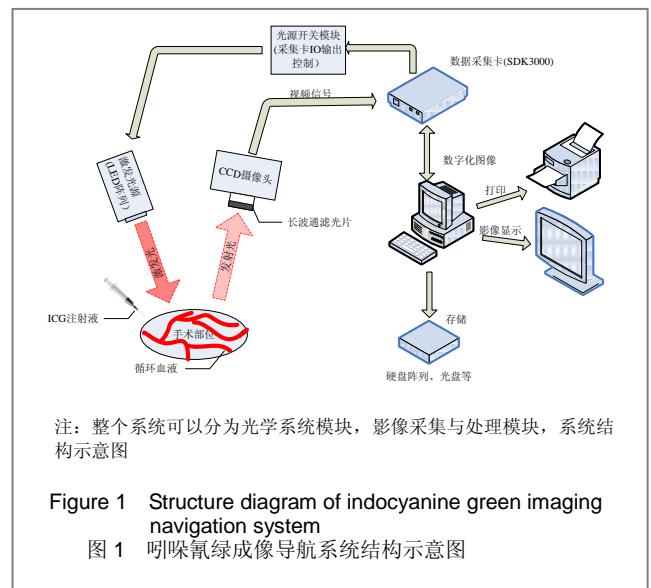 光源开关模块
(采集卡IO输出
控制)
数据采集卡(SDK3000)
视频信号
激发光源
(LED阵列)
CCD摄像头
数字化图像
打印
长波通滤光片
影像显示
激发光
发射光
ICG注射液
手术部位
存储
循环血液
硬盘阵列、光盘等
注：整个系统可以分为光学系统模块，影像采集与处理模块，系统结
构示意图
Figure 1 Structure diagram of indocyanine green imaging
navigation system
图 1 吲哚氰绿成像导航系统结构示意图